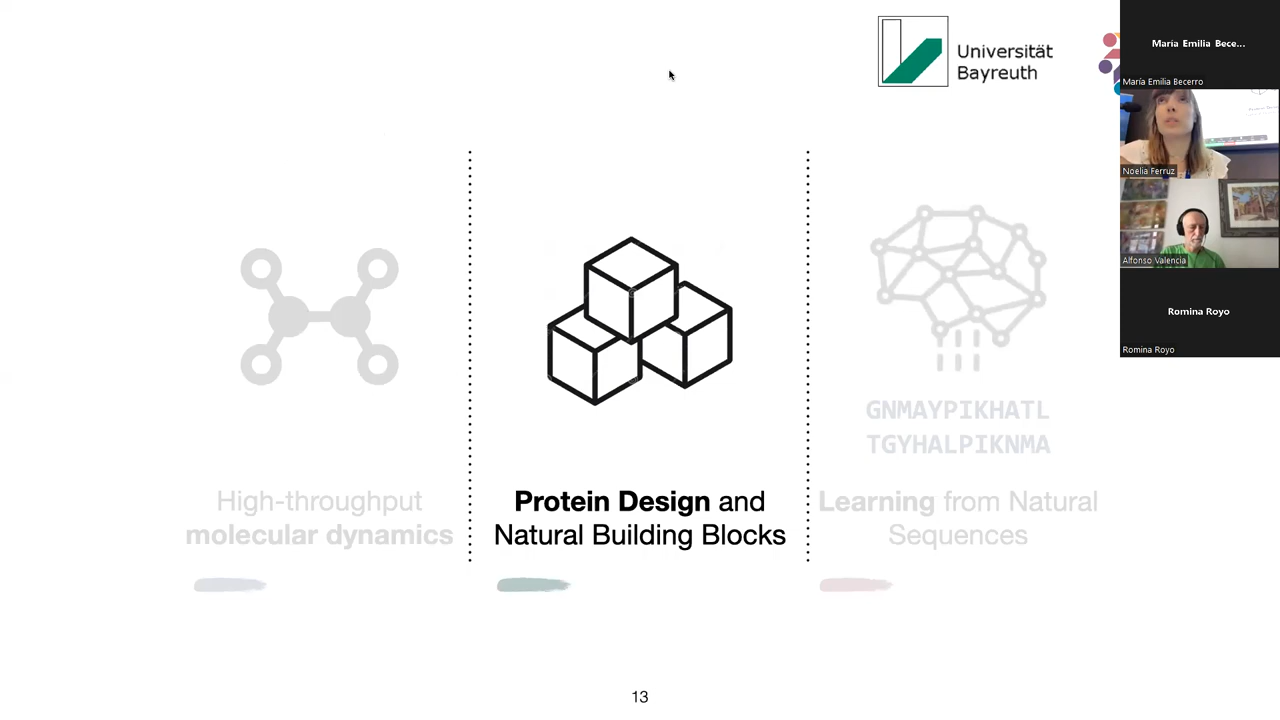 Universität
Bayreuth
María Emilia Bece...
María Emilia Becerro
Noelia Ferruz
Alfonso Valencia
Romina Royo
Romina Royo
GNMAYPIKHATL
TGYHALPIKNMA
High-throughput
molecular dynamics
Protein Design and
Natural Building Blocks
Learning from Natural
Sequences
13